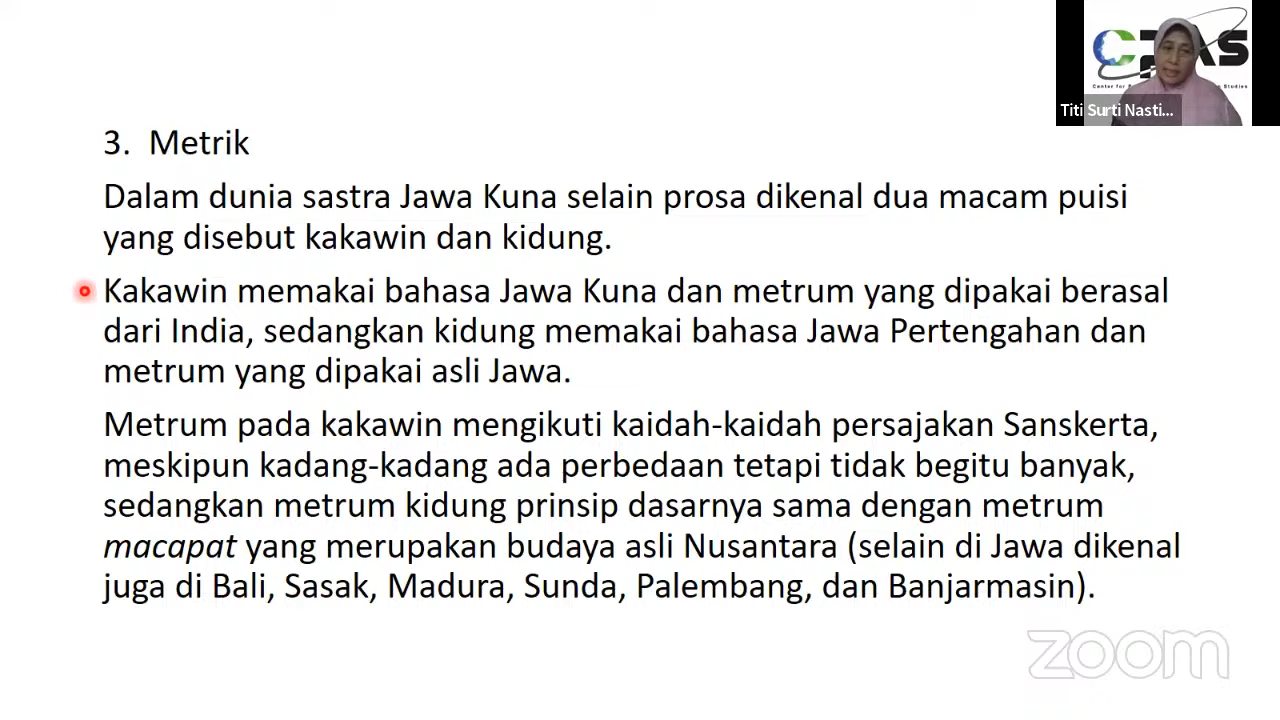 3. Metrik
Dalam dunia sastra Jawa Kuna selain prosa dikenal dua macam puisi
yang disebut kakawin dan kidung.
Kakawin memakai bahasa Jawa Kuna dan metrum yang dipakai berasal
dari India, sedangkan kidung memakai bahasa Jawa Pertengahan dan
metrum yang dipakai asli Jawa.
Metrum pada kakawin mengikuti kaidah-kaidah persajakan Sanskerta,
meskipun kadang-kadang ada perbedaan tetapi tidak begitu banyak,
sedangkan metrum kidung prinsip dasarnya sama dengan metrum
macapat yang merupakan budaya asli Nusantara (selain di Jawa dikenal
juga di Bali, Sasak, Madura, Sunda, Palembang, dan Banjarmasin).
Center for
Studies
Titi Surti Nasti...
zoom